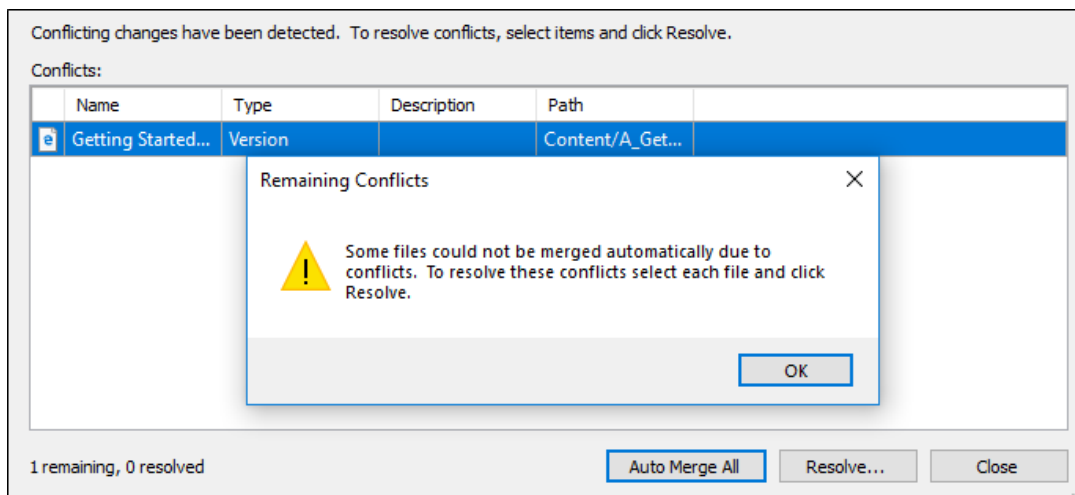 Conflicting changes have been detected.  To resolve conflicts, select items and click Resolve.
Conflicts:
Name Type Description Path
Getting Started... Version Content/A_Get...
Remaining Conflicts
Some files could not be merged automatically due to
conflicts.  To resolve these conflicts select each file and click
Resolve.
OK
1 remaining, 0 resolved Auto Merge All Resolve... Close